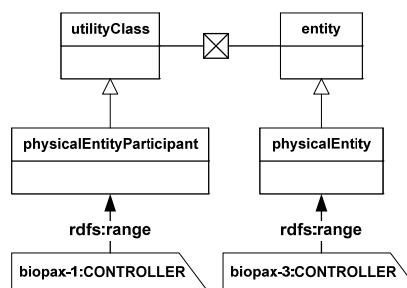 utilityClass
entity
physicalEntityParticipant
physicalEntity
rdfs:range
rdfs:range
biopax-1:CONTROLLER
biopax-3:CONTROLLER